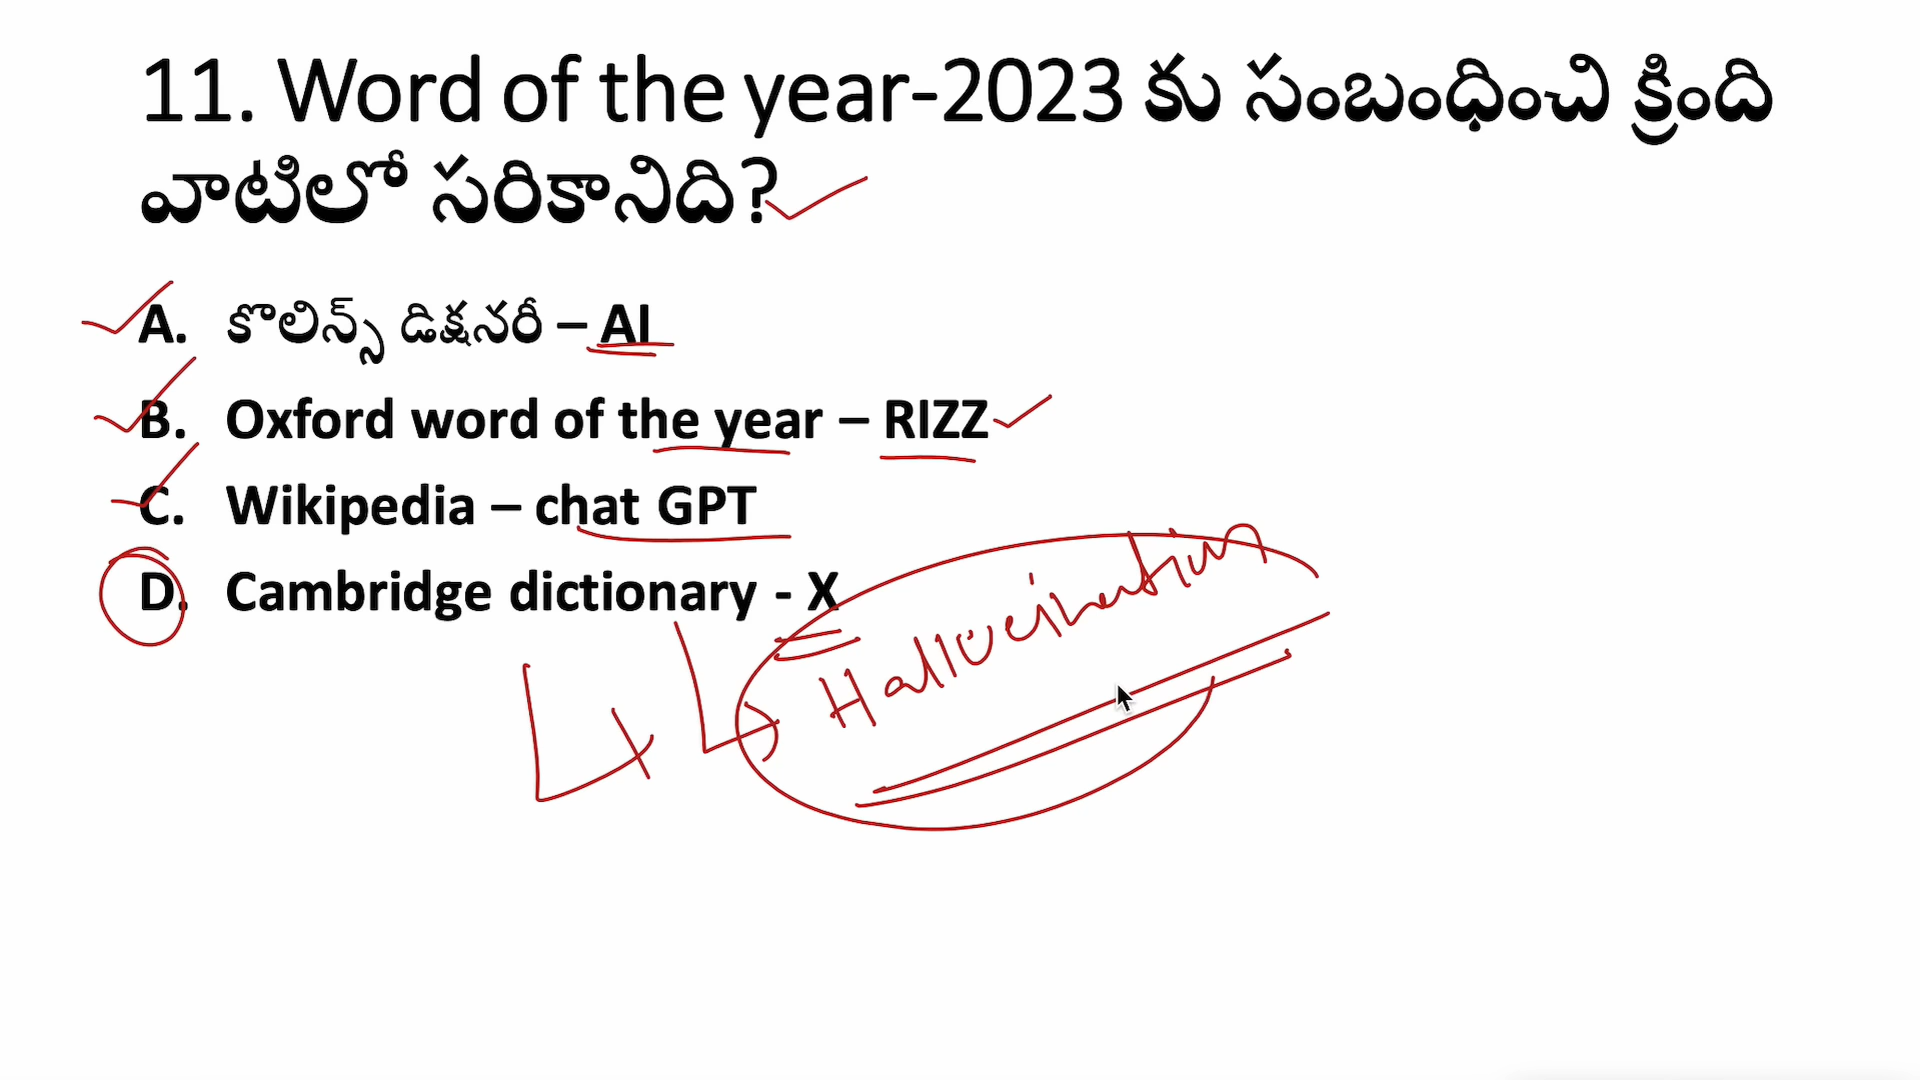 11. Word of the year-2023 కు సంబంధించి క్రింది
వాటిలో సరికానిది?
A. కొలిన్స్ డిక్షనరీ – AI
B. Oxford word of the year – RIZZ
C. Wikipedia – chat GPT
D. Cambridge dictionary - X
Hallucination